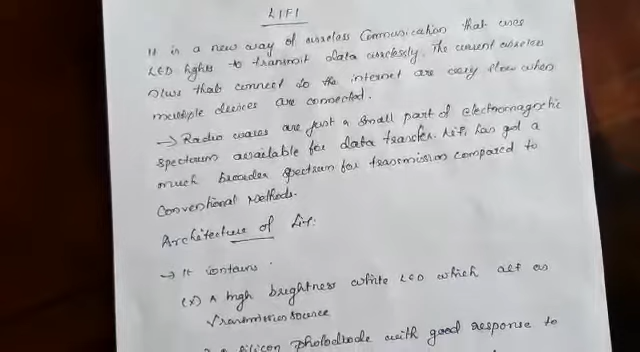 LIFI
It is a new way of wireless Communication that uses
LED lights to transmit data wirelessly. The current wireless
that connect to the internet are very slow when
multiple devices are connected.
→ Radio waves are just a small part of electromagnetic
spectrum available for data transfer. LiFi has got a
much broader spectrum for transmission compared to
Conventional Methods.
Architecture of Lifi:
→ It contains:
A high brightness white LED which act as
Transmission source
silicon photodiode with good response to